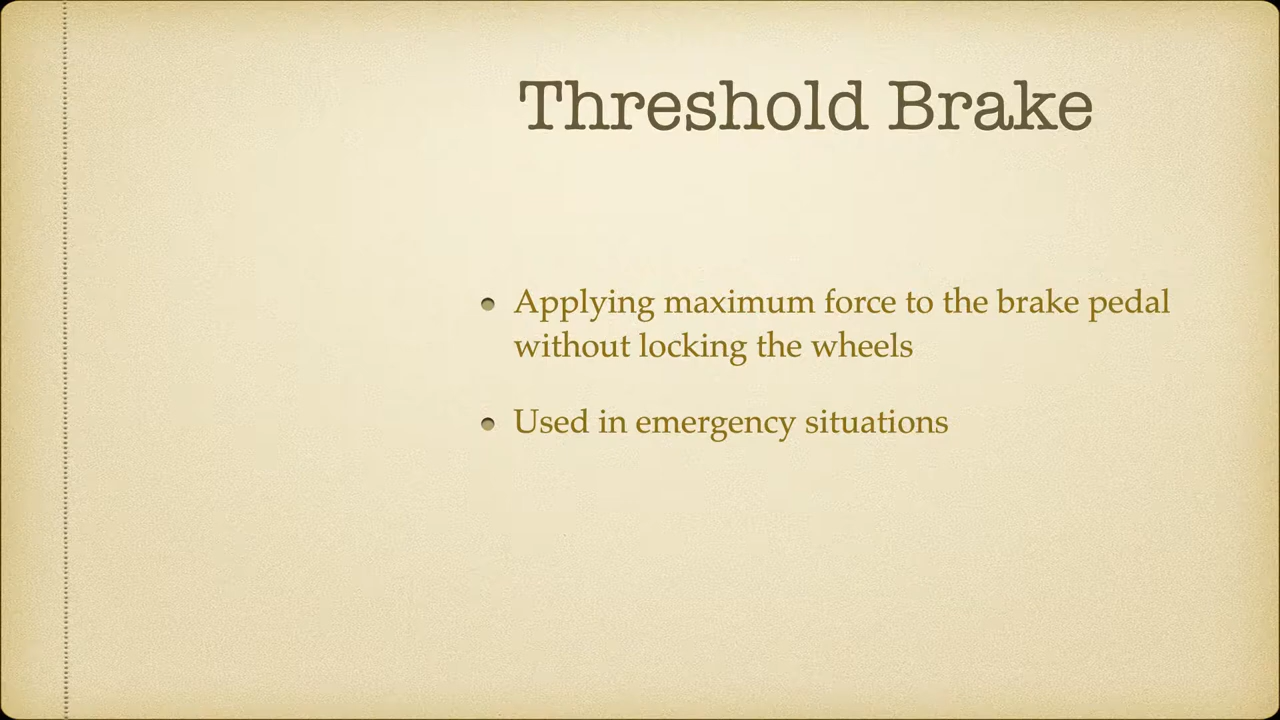 Threshold Brake
Applying maximum force to the brake pedal
without locking the wheels
Used in emergency situations